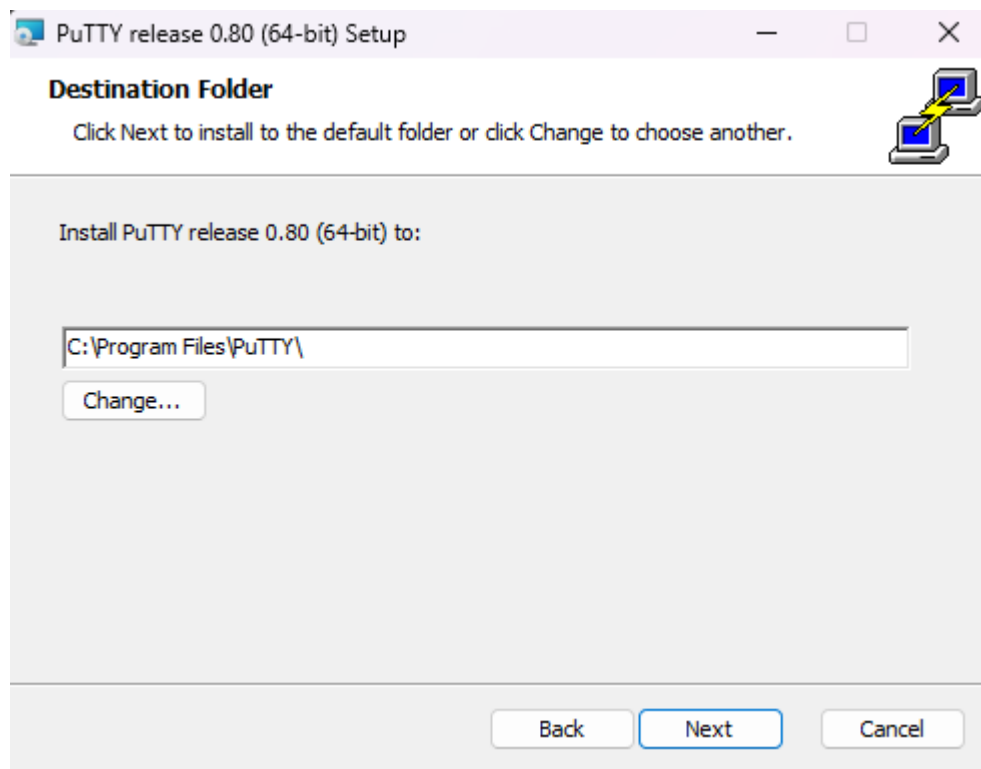 PuTTY release 0.80 (64-bit) Setup
Destination Folder
Click Next to install to the default folder or click Change to choose another.
Install PuTTY release 0.80 (64-bit) to:
C:\Program Files\PuTTY\
Change...
Back Next Cancel